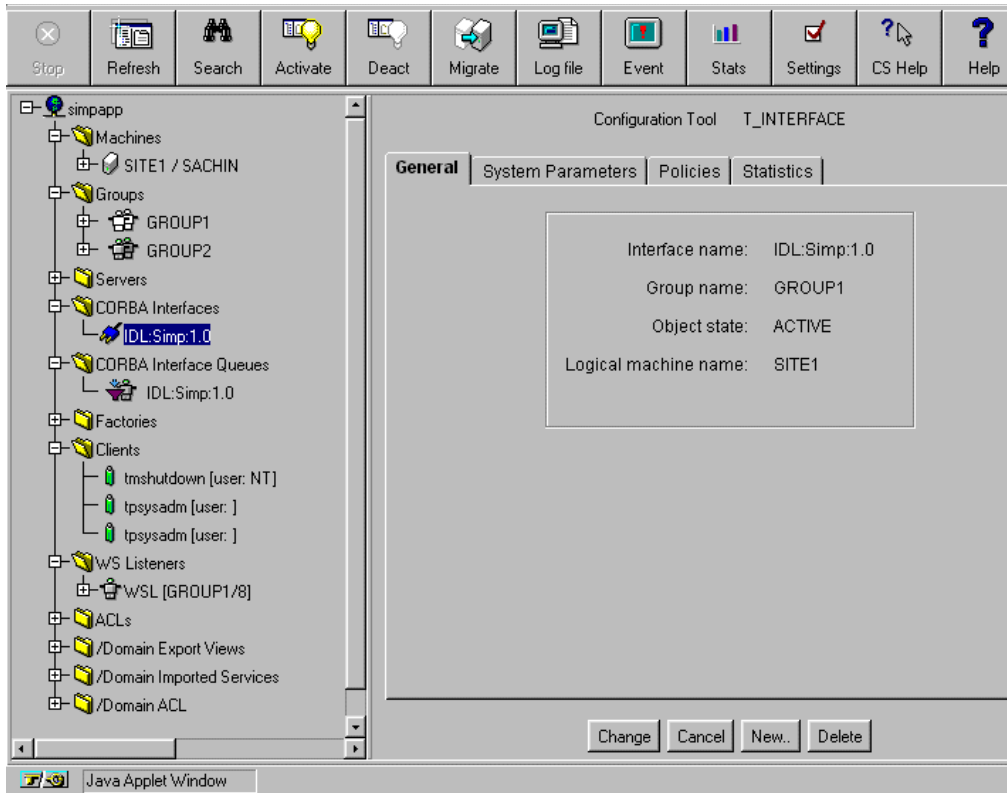 Stop Refresh Search Activate Deact Migrate Log file Event Stats Settings CS Help Help
simpapp
Machines
SITE1 / SACHIN
Groups
GROUP1
GROUP2
Servers
CORBA Interfaces
IDL:Simp:1.0
CORBA Interface Queues
IDL:Simp:1.0
Factories
Clients
tmshutdown [user: NT]
tpsysadm [user: ]
tpsysadm [user: ]
WS Listeners
WSL [GROUP1/8]
ACLs
/Domain Export Views
/Domain Imported Services
/Domain ACL
Configuration Tool T_INTERFACE
General System Parameters Policies Statistics
Interface name: IDL:Simp:1.0
Group name: GROUP1
Object state: ACTIVE
Logical machine name: SITE1
Change Cancel New.. Delete
Java Applet Window